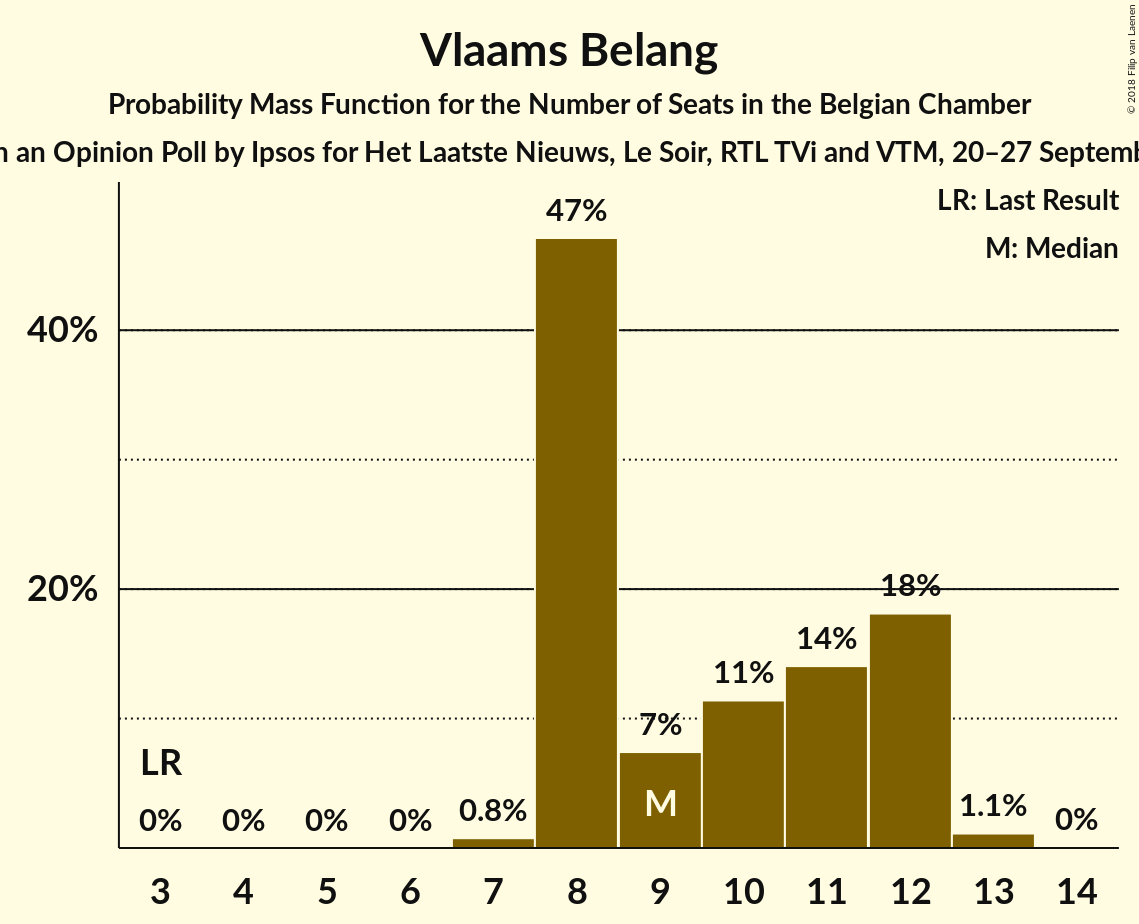 Vlaams Belang
Probability Mass Function for the Number of Seats in the Belgian Chamber
an Opinion Poll by Ipsos for Het Laatste Nieuws, Le Soir, RTL TVi and VTM, 20–27
© 2018 Filip van Laenen
LR: Last Result
M: Median
40%
20%
47%
18%
14%
11%
7%
LR
M
0% 0% 0% 0% 0.8% 1.1% 0%
3 4 5 6 7 8 9 10 11 12 13 14